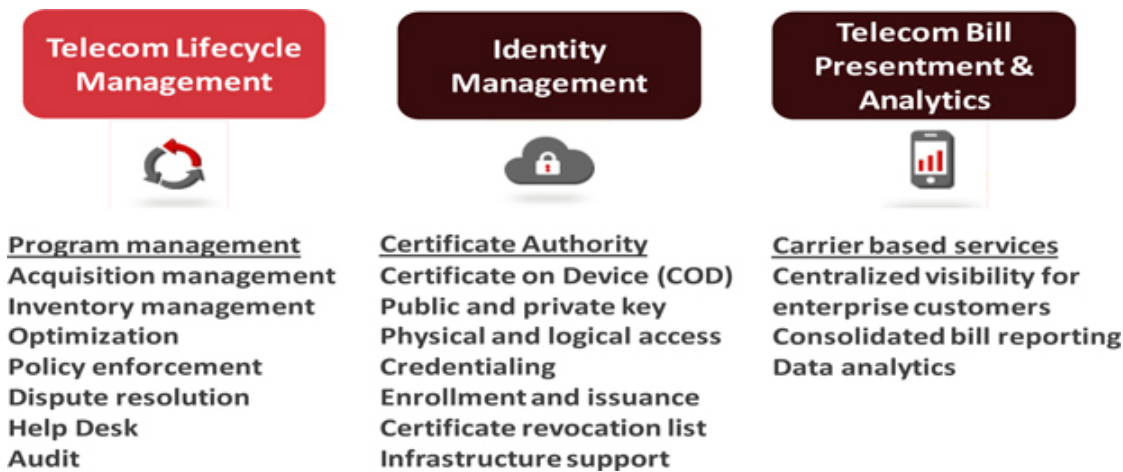 Telecom Lifecycle
Management
Identity
Management
Telecom Bill
Presentment &
Analytics
Program management
Acquisition management
Inventory management
Optimization
Policy enforcement
Dispute resolution
Help Desk
Audit
Certificate Authority
Certificate on Device (COD)
Public and private key
Physical and logical access
Credentialing
Enrollment and issuance
Certificate revocation list
Infrastructure support
Carrier based services
Centralized visibility for
enterprise customers
Consolidated bill reporting
Data analytics